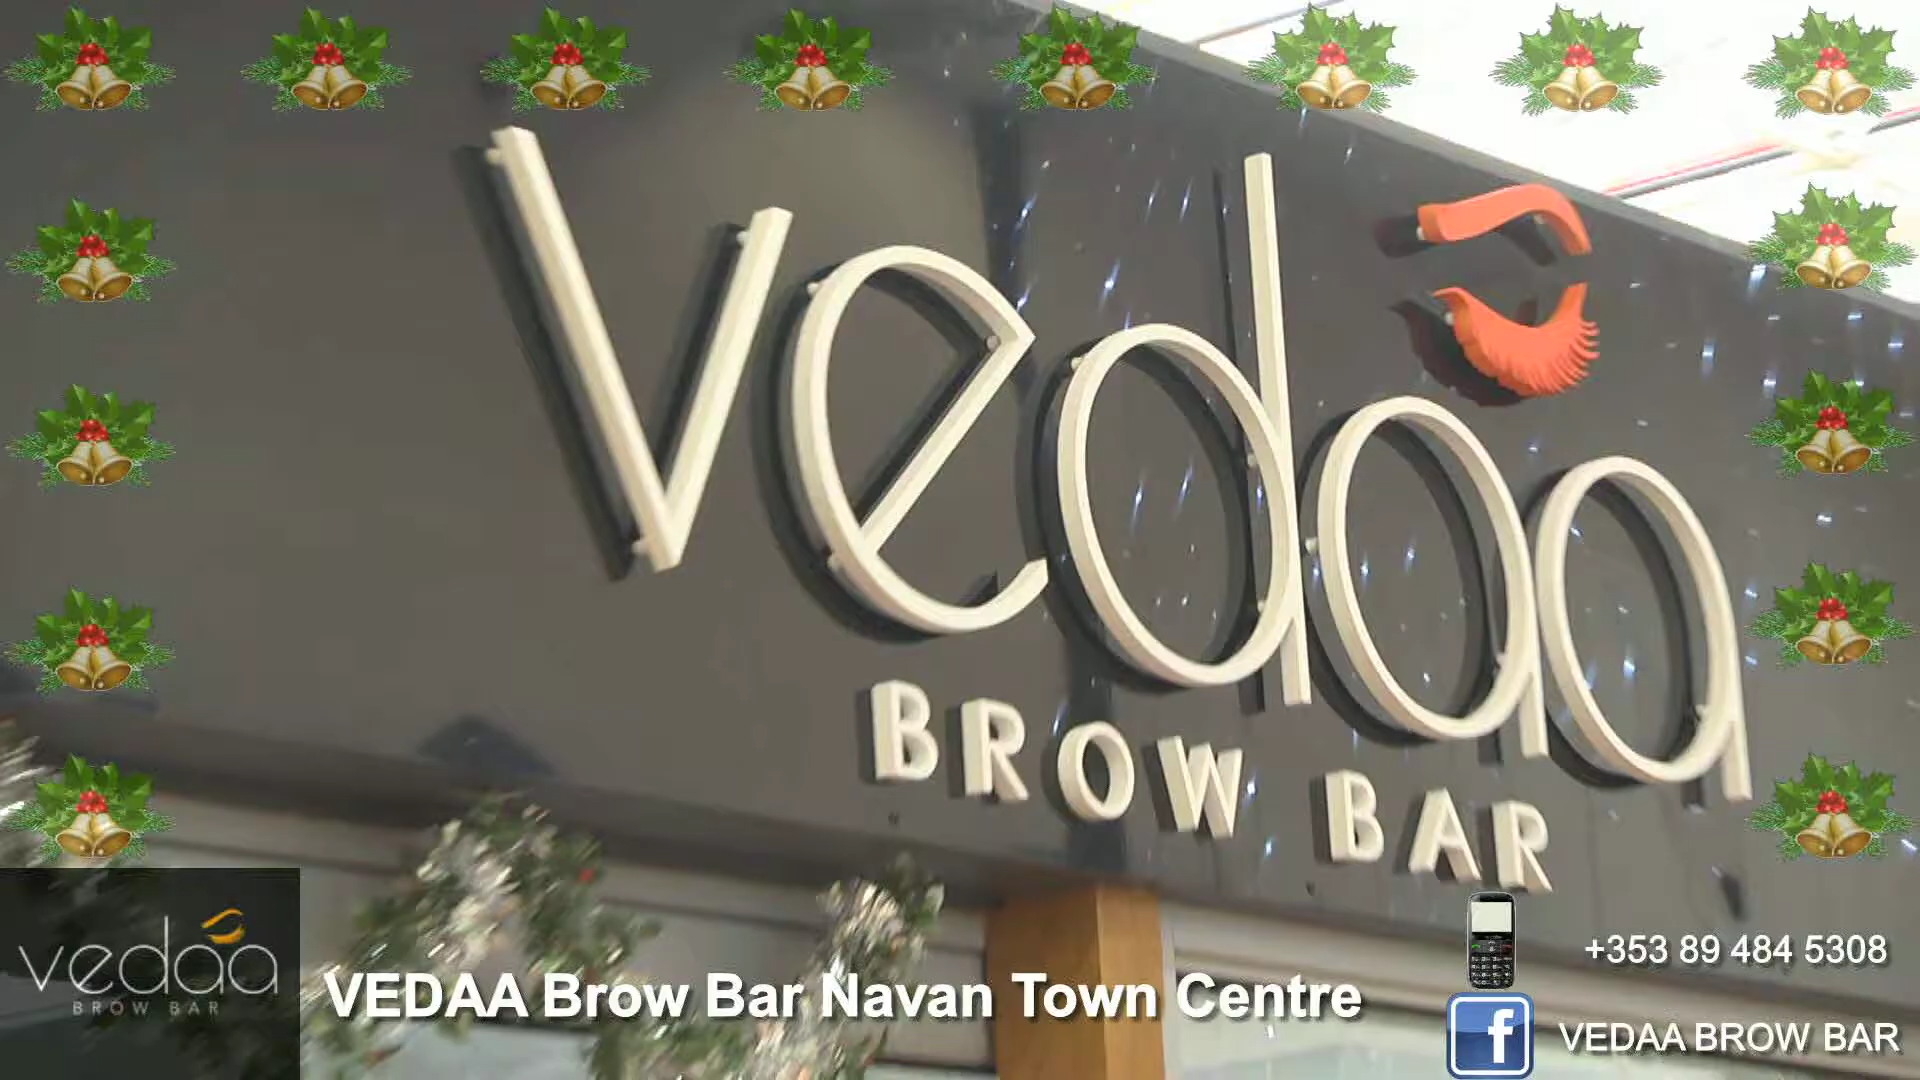 vedaa
BROW BAR
vedaa
BROW BAR
VEDAA Brow Bar Navan Town Centre
+353 89 484 5308
f
VEDAA BROW BAR